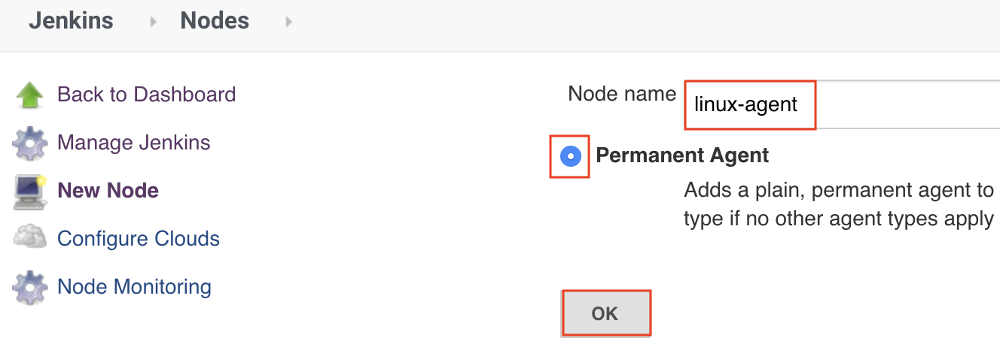 Jenkins Nodes
Back to Dashboard
Manage Jenkins
New Node
Configure Clouds
Node Monitoring
Node name linux-agent
Permanent Agent
Adds a plain, permanent agent to
type if no other agent types apply
OK